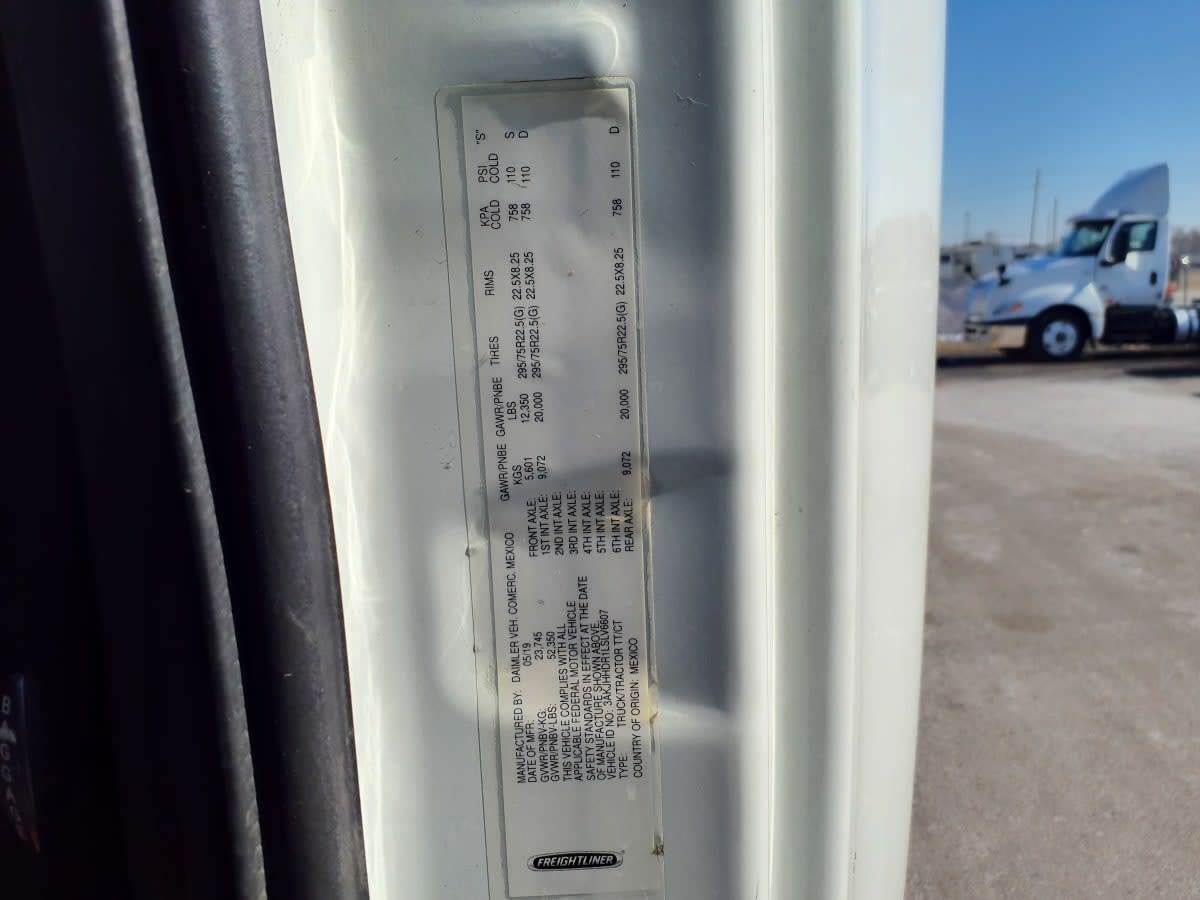 FREIGHTLINER
MANUFACTURED BY: DAIMLER VEH. COMERC. MEXICO
DATE OF MFR: 05/19
GVWR/PNBV-KG: 23,745
GVWR/PNBV-LBS: 52,350
THIS VEHICLE COMPLIES WITH ALL
APPLICABLE FEDERAL MOTOR VEHICLE
SAFETY STANDARDS IN EFFECT AT THE DATE
OF MANUFACTURE SHOWN ABOVE.
VEHICLE ID NO: 3AKJHHDR1LSLV6607
TYPE: TRUCK/TRACTOR TT/CT
COUNTRY OF ORIGIN: MEXICO
GAWR/PNBE KGS GAWR/PNBE LBS TIRES RIMS KPA COLD PSI COLD "S"
FRONT AXLE: 5,601 12,350 295/75R22.5(G) 22.5X8.25 758 110 S
1ST INT AXLE: 9,072 20,000 295/75R22.5(G) 22.5X8.25 758 110 D
2ND INT AXLE:
3RD INT AXLE:
4TH INT AXLE:
5TH INT AXLE:
6TH INT AXLE:
REAR AXLE: 9,072 20,000 295/75R22.5(G) 22.5X8.25 758 110 D